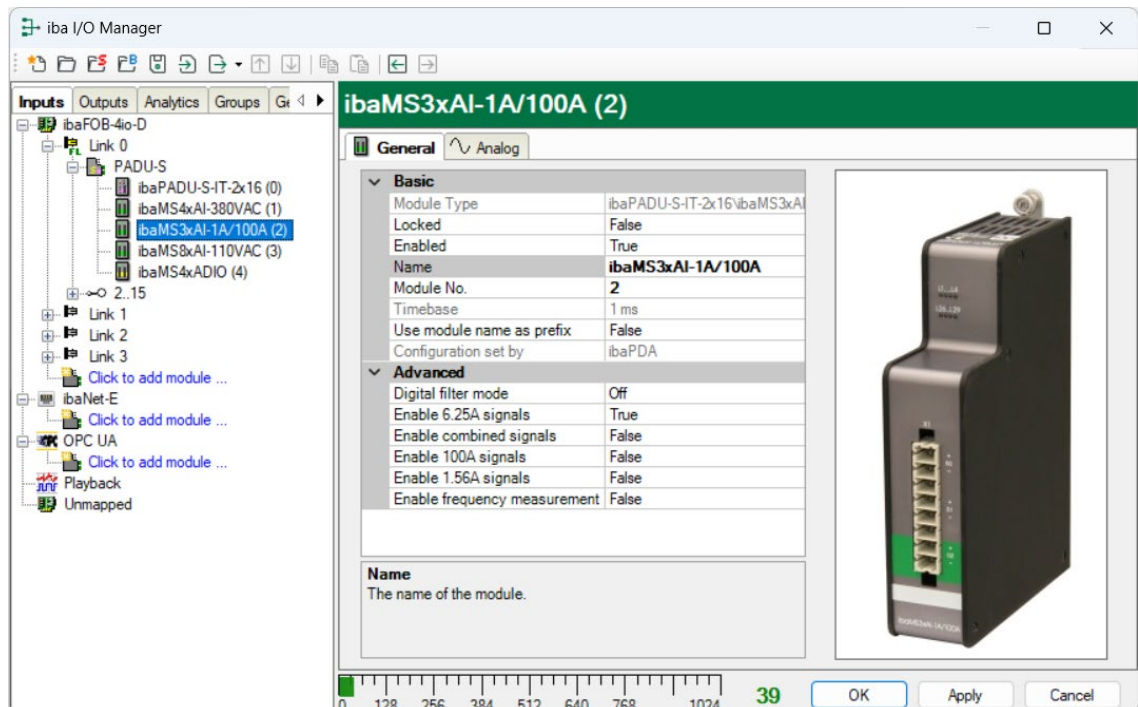 iba I/O Manager
Inputs Outputs Analytics Groups Ge
ibaFOB-4io-D
Link 0
PADU-S
ibaPADU-S-IT-2x16 (0)
ibaMS4xAI-380VAC (1)
ibaMS3xAI-1A/100A (2)
ibaMS8xAI-110VAC (3)
ibaMS4xADIO (4)
2..15
Link 1
Link 2
Link 3
Click to add module ...
ibaNet-E
Click to add module ...
OPC UA
Click to add module ...
Playback
Unmapped
ibaMS3xAI-1A/100A (2)
General Analog
Basic
Module Type ibaPADU-S-IT-2x16\ibaMS3xAI
Locked False
Enabled True
Name ibaMS3xAI-1A/100A
Module No. 2
Timebase 1 ms
Use module name as prefix False
Configuration set by ibaPDA
Advanced
Digital filter mode Off
Enable 6.25A signals True
Enable combined signals False
Enable 100A signals False
Enable 1.56A signals False
Enable frequency measurement False
Name
The name of the module.
X1
ibaMS3xAI-1A/100A
0 128 256 384 512 640 768 1024
39
OK Apply Cancel